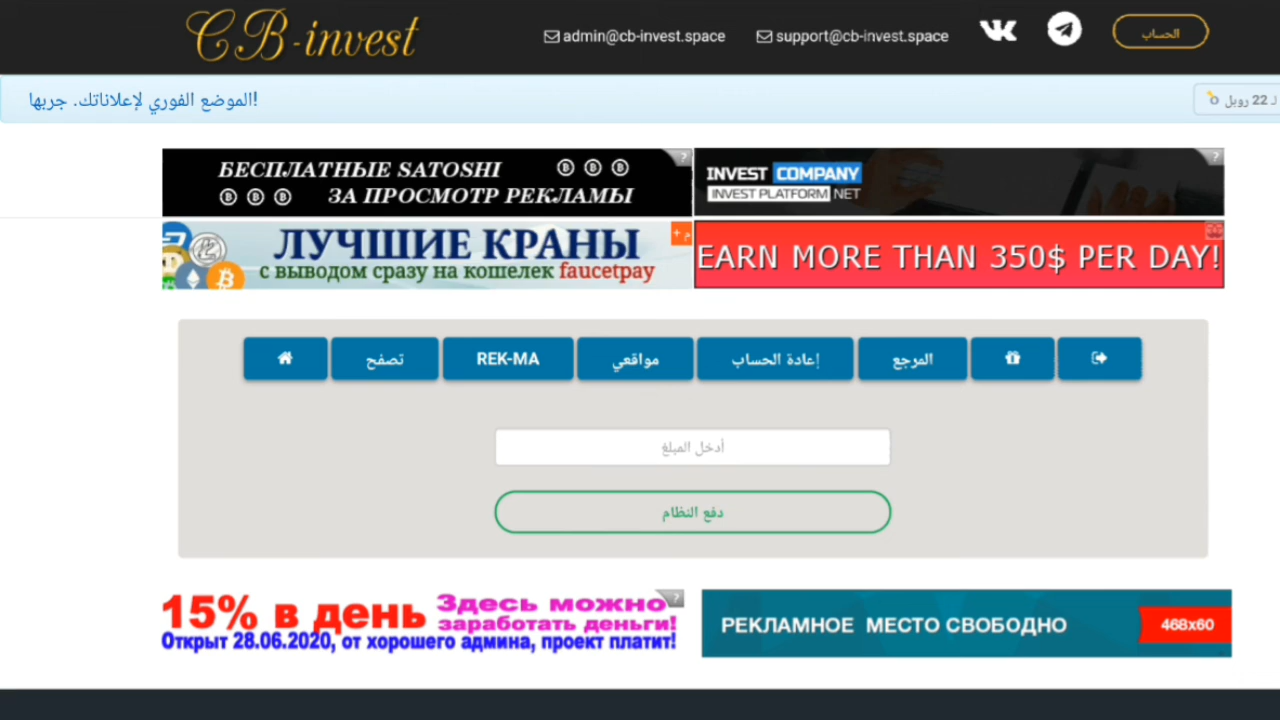 CB-invest
admin@cb-invest.space
support@cb-invest.space
الحساب
الموضع الفوري لإعلاناتك. جربها!
لـ 22 روبل
БЕСПЛАТНЫЕ SATOSHI
ЗА ПРОСМОТР РЕКЛАМЫ
?
INVEST COMPANY
INVEST PLATFORM NET
?
ЛУЧШИЕ КРАНЫ
с выводом сразу на кошелек faucetpay
+ م
EARN MORE THAN 350$ PER DAY!
تصفح
REK-MA
مواقعي
إعادة الحساب
المرجع
أدخل المبلغ
دفع النظام
15% в день
Здесь можно
заработать деньги!
Открыт 28.06.2020, от хорошего админа, проект платит!
?
РЕКЛАМНОЕ МЕСТО СВОБОДНО
468x60